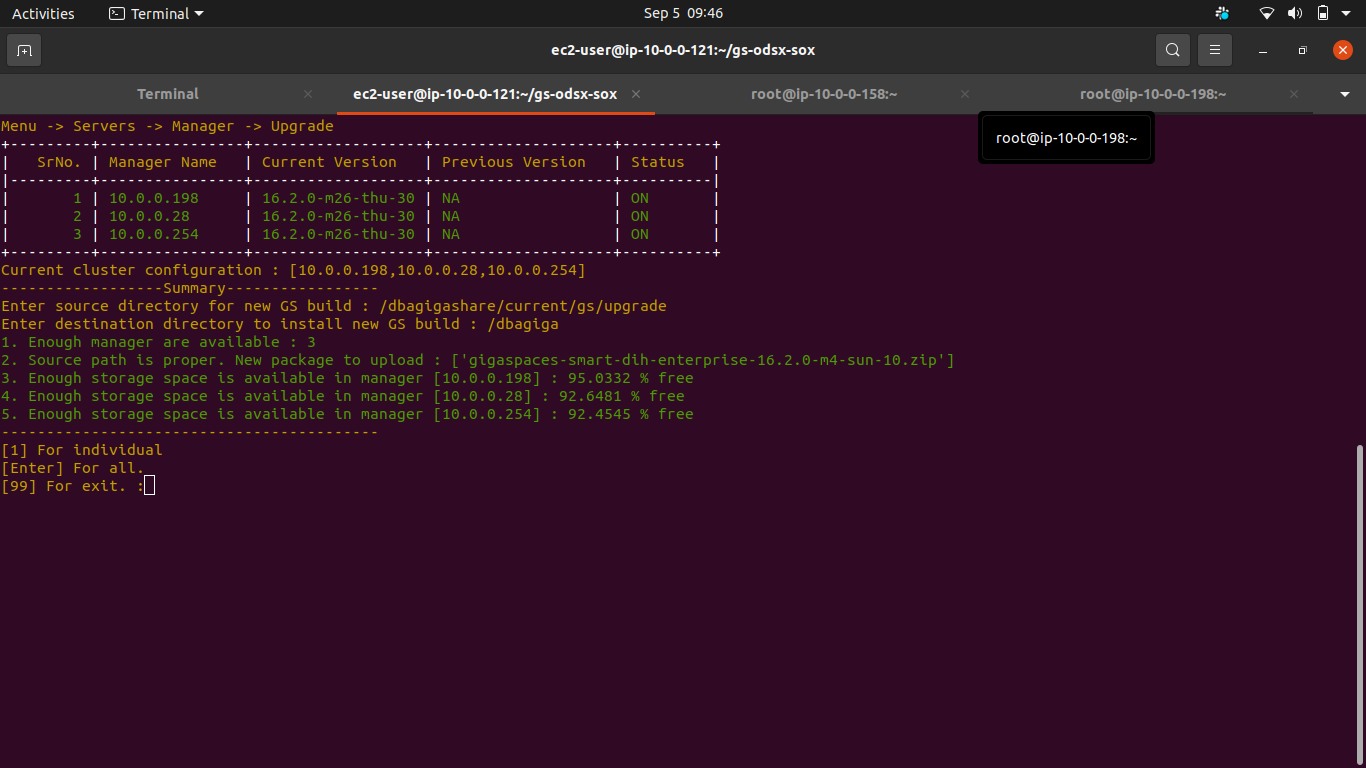 Activities Terminal Sep 5 09:46
ec2-user@ip-10-0-0-121:~/gs-odsx-sox
Terminal ec2-user@ip-10-0-0-121:~/gs-odsx-sox root@ip-10-0-0-158:~ root@ip-10-0-0-198:~
root@ip-10-0-0-198:~
Menu -> Servers -> Manager -> Upgrade
+---------+----------------+-------------------+--------------------+----------+
|   SrNo. | Manager Name   | Current Version   | Previous Version   | Status   |
|---------+----------------+-------------------+--------------------+----------|
|       1 | 10.0.0.198     | 16.2.0-m26-thu-30 | NA                 | ON       |
|       2 | 10.0.0.28      | 16.2.0-m26-thu-30 | NA                 | ON       |
|       3 | 10.0.0.254     | 16.2.0-m26-thu-30 | NA                 | ON       |
+---------+----------------+-------------------+--------------------+----------+
Current cluster configuration : [10.0.0.198,10.0.0.28,10.0.0.254]
------------------Summary-----------------
Enter source directory for new GS build : /dbagigashare/current/gs/upgrade
Enter destination directory to install new GS build : /dbagiga
1. Enough manager are available : 3
2. Source path is proper. New package to upload : ['gigaspaces-smart-dih-enterprise-16.2.0-m4-sun-10.zip']
3. Enough storage space is available in manager [10.0.0.198] : 95.0332 % free
4. Enough storage space is available in manager [10.0.0.28] : 92.6481 % free
5. Enough storage space is available in manager [10.0.0.254] : 92.4545 % free
------------------------------------------
[1] For individual
[Enter] For all.
[99] For exit. :